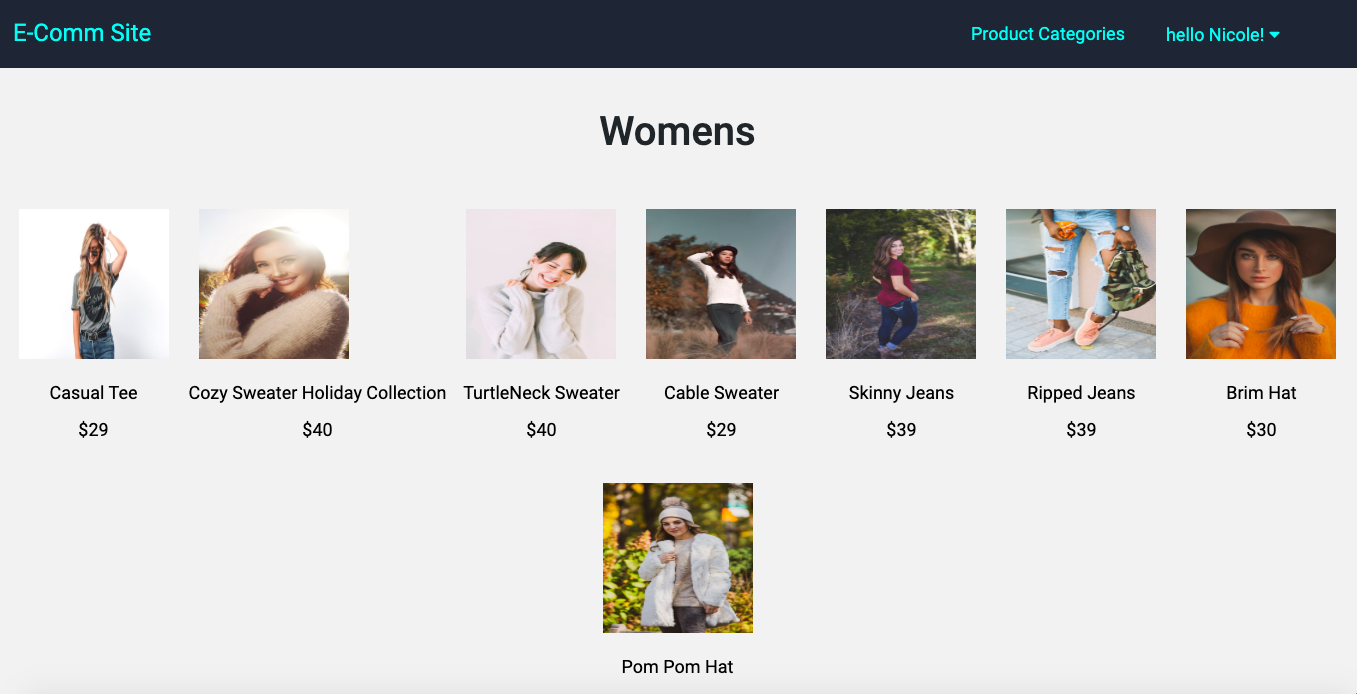 E-Comm Site
Product Categories
hello Nicole!
Womens
Casual Tee
$29
Cozy Sweater Holiday Collection
$40
TurtleNeck Sweater
$40
Cable Sweater
$29
Skinny Jeans
$39
Ripped Jeans
$39
Brim Hat
$30
Pom Pom Hat